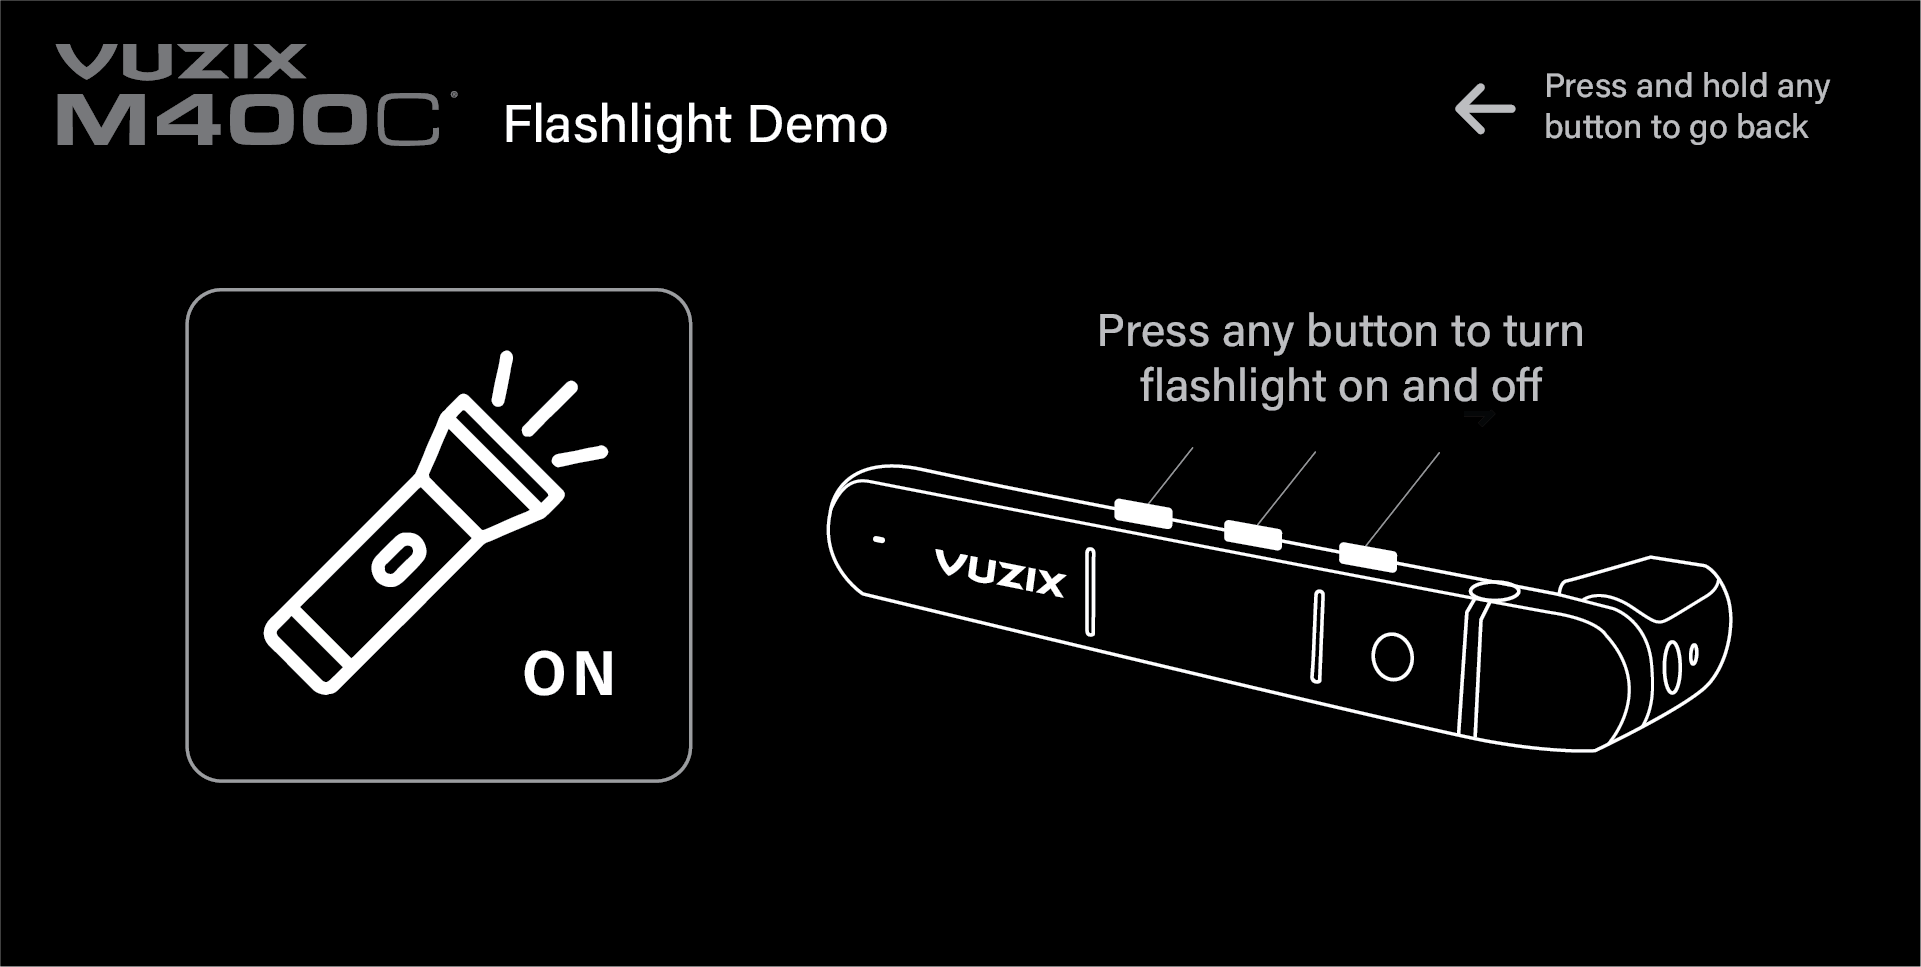 VUZIX
M400C
Flashlight Demo
Press and hold any
button to go back
Press any button to turn
flashlight on and off
ON
VUZIX